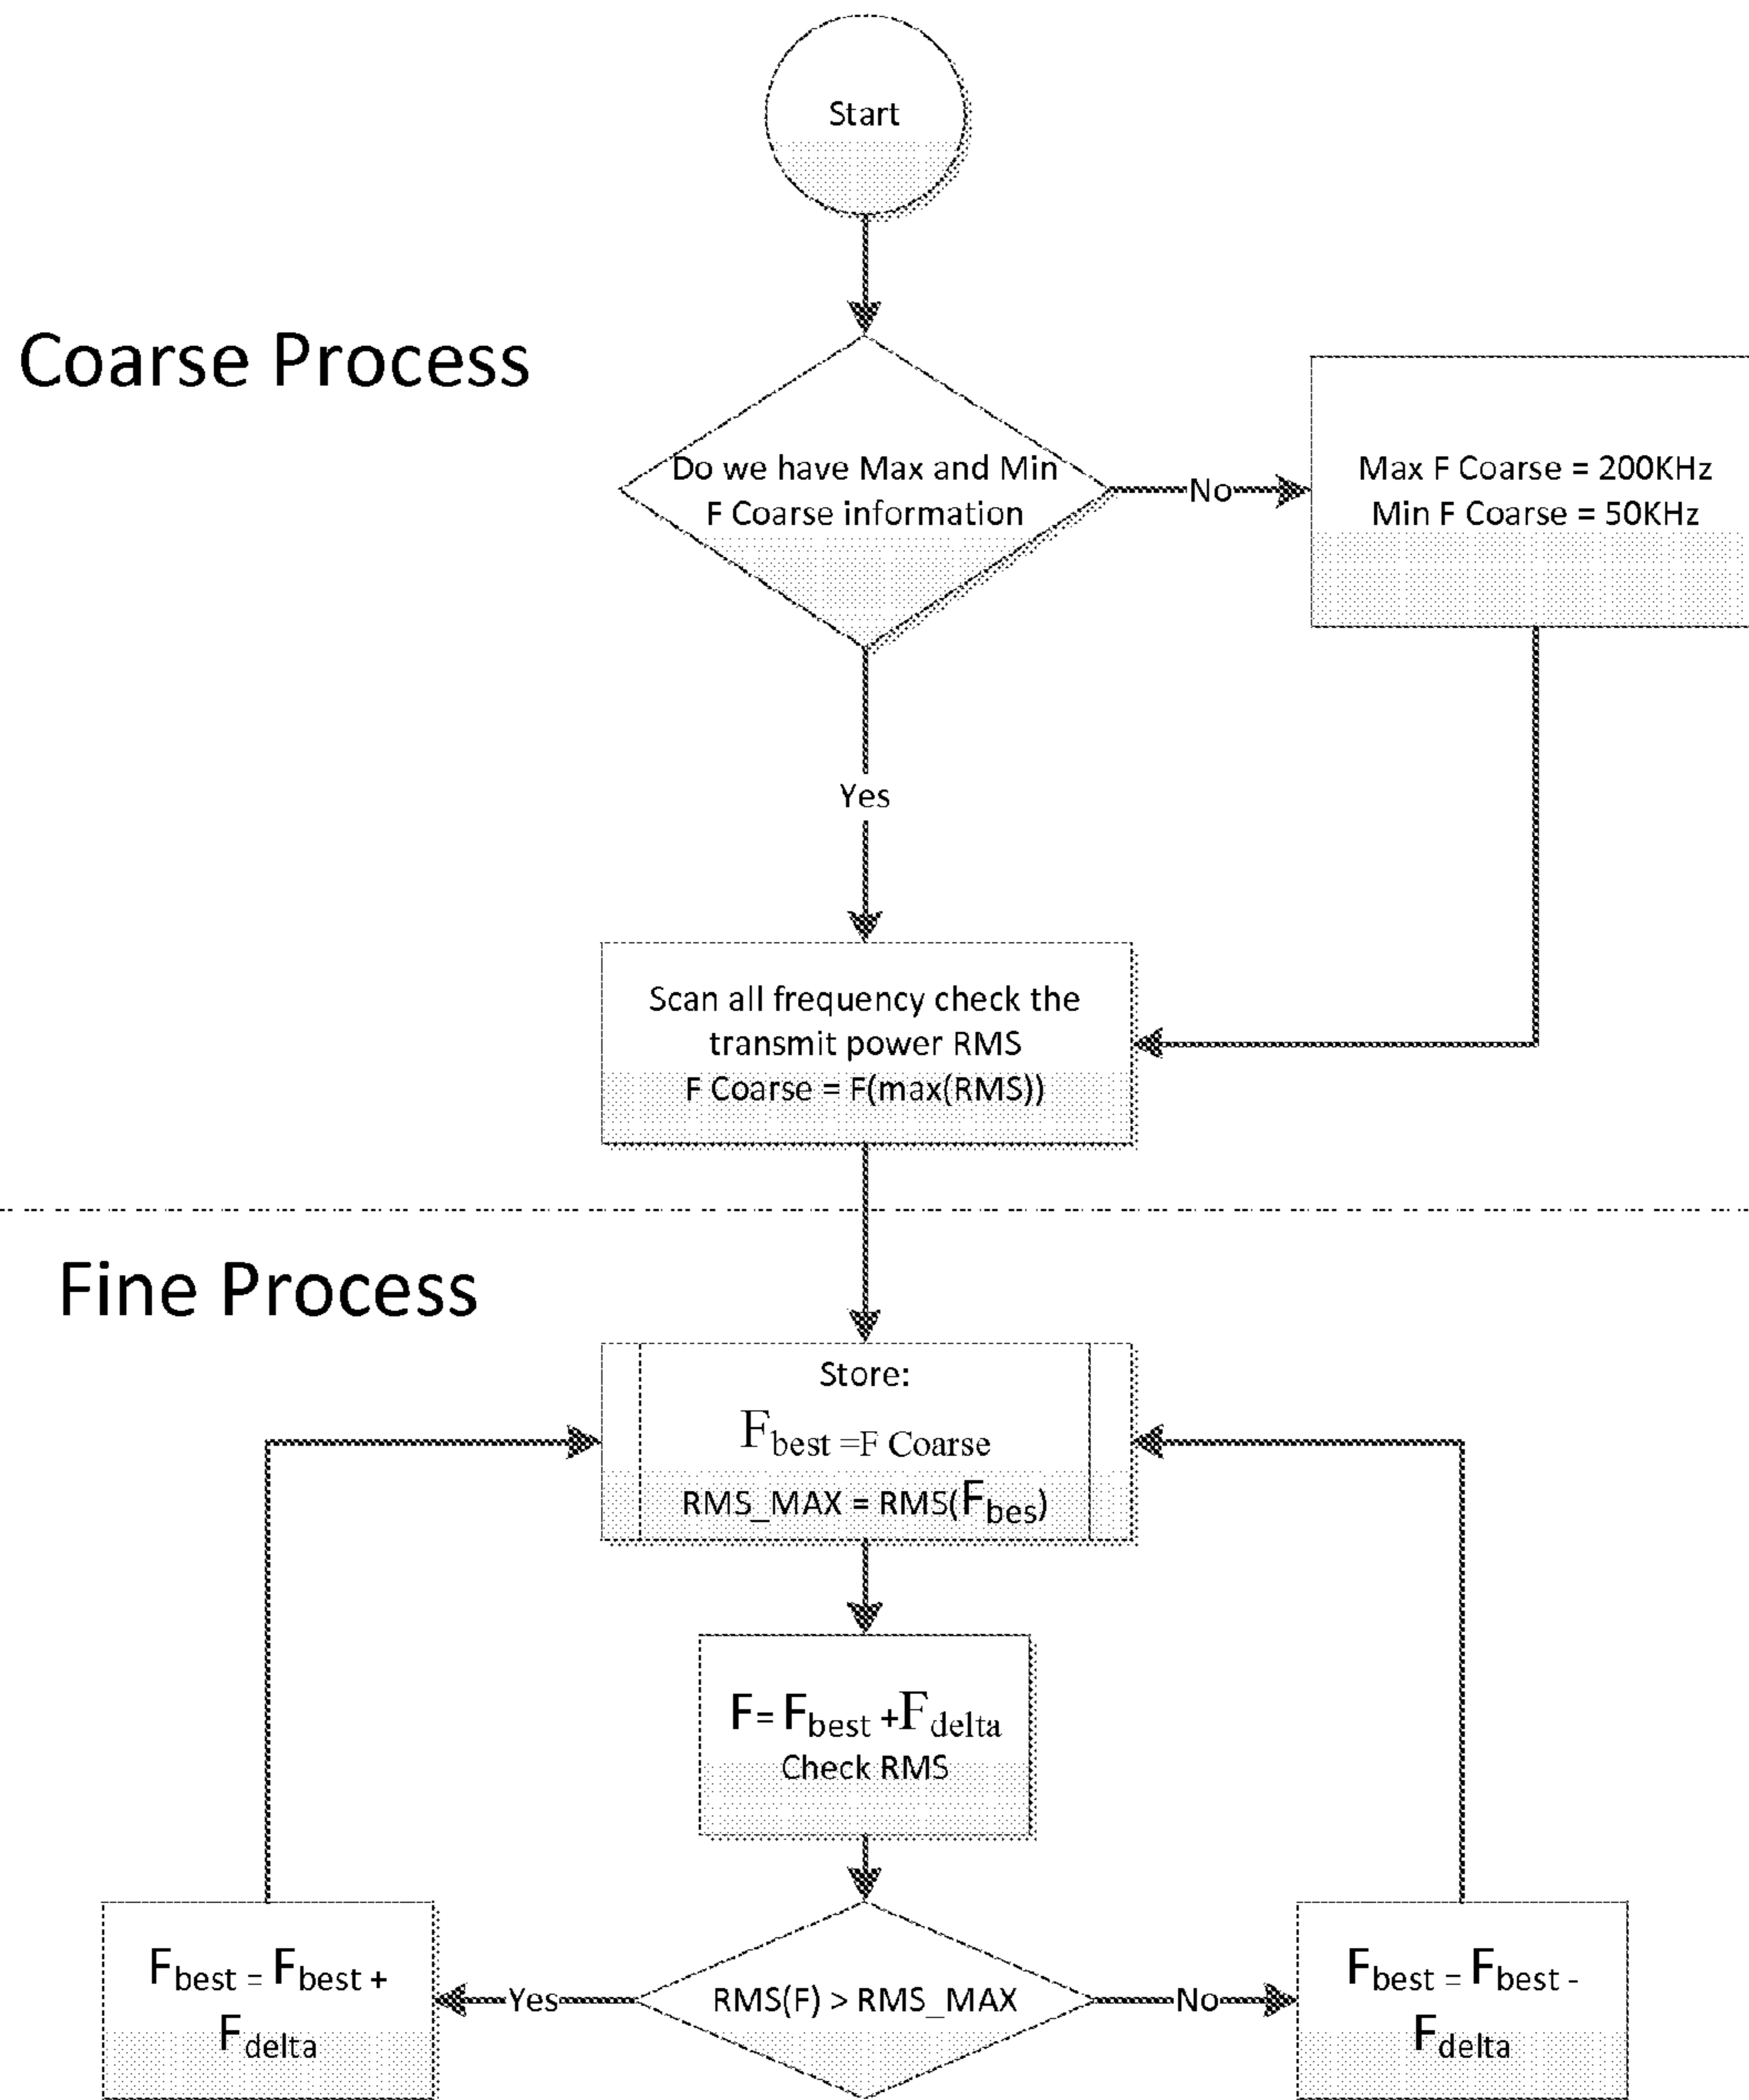 Start
Coarse Process
Do we have Max and Min
F Coarse information
No
Max F Coarse = 200KHz
Min F Coarse = 50KHz
Yes
Scan all frequency check the
transmit power RMS
F Coarse = F(max(RMS))
Fine Process
Store:
Fbest =F Coarse
RMS_MAX = RMS(Fbes)
F= Fbest +Fdelta
Check RMS
Fbest = Fbest +
Fdelta
Yes
RMS(F) > RMS_MAX
No
Fbest = Fbest -
Fdelta